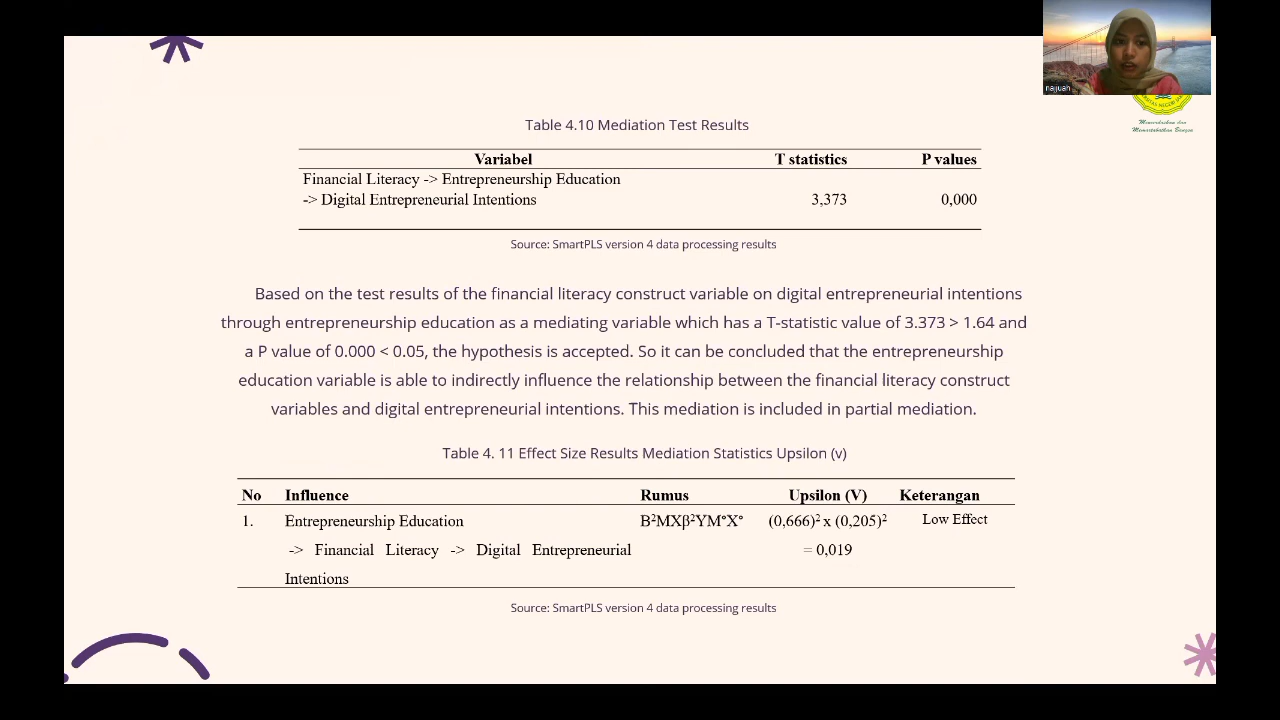 najjuah
Mencerdaskan dan
Memartabatkan Bangsa
Table 4.10 Mediation Test Results
Variabel T statistics P values
Financial Literacy -> Entrepreneurship Education
-> Digital Entrepreneurial Intentions 3,373 0,000
Source: SmartPLS version 4 data processing results
Based on the test results of the financial literacy construct variable on digital entrepreneurial intentions
through entrepreneurship education as a mediating variable which has a T-statistic value of 3.373 > 1.64 and
a P value of 0.000 < 0.05, the hypothesis is accepted. So it can be concluded that the entrepreneurship
education variable is able to indirectly influence the relationship between the financial literacy construct
variables and digital entrepreneurial intentions. This mediation is included in partial mediation.
Table 4. 11 Effect Size Results Mediation Statistics Upsilon (v)
No Influence Rumus Upsilon (V) Keterangan
1. Entrepreneurship Education B²MXβ²YM°X° (0,666)² x (0,205)² Low Effect
-> Financial Literacy -> Digital Entrepreneurial = 0,019
Intentions
Source: SmartPLS version 4 data processing results